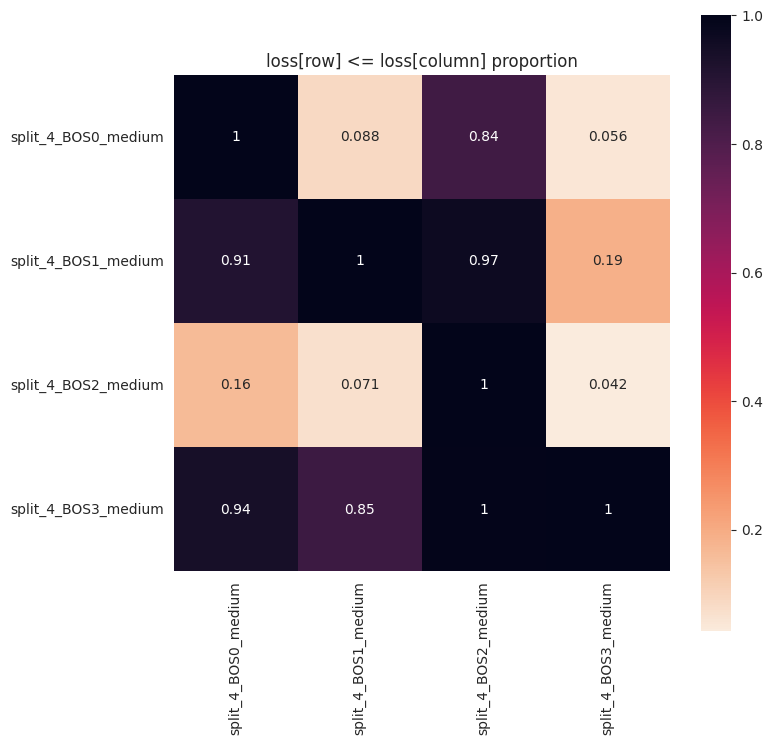 loss[row] <= loss[column] proportion
split_4_BOS0_medium
1 0.088 0.84 0.056
split_4_BOS1_medium
0.91 1 0.97 0.19
split_4_BOS2_medium
0.16 0.071 1 0.042
split_4_BOS3_medium
0.94 0.85 1 1
split_4_BOS0_medium
split_4_BOS1_medium
split_4_BOS2_medium
split_4_BOS3_medium
1.0
0.8
0.6
0.4
0.2